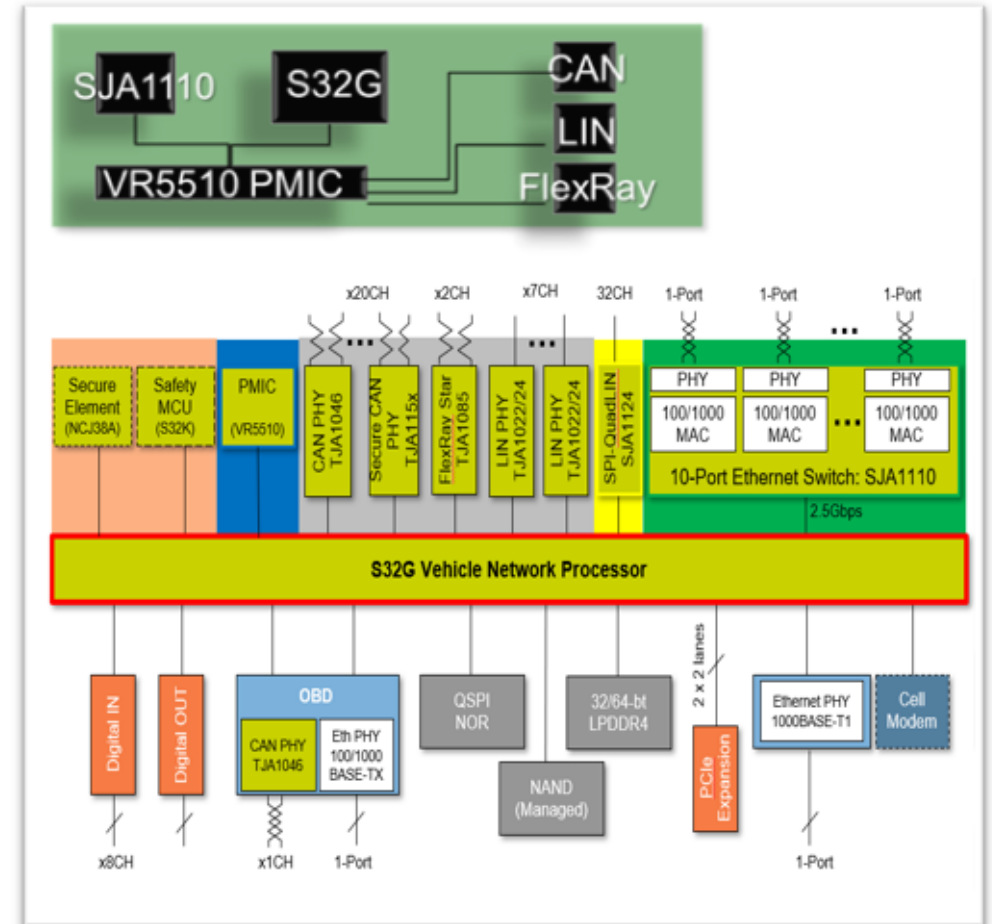 SJA1110
S32G
CAN
LIN
VR5510 PMIC
FlexRay
x20CH
x2CH
x7CH
32CH
1-Port
1-Port
1-Port
...
...
...
Secure
Element
(NCJ38A)
Safety
MCU
(S32K)
PMIC
(VR5510)
CAN PHY
TJA1046
Secure CAN
PHY
TJA115x
FlexRay Star
TJA1085
LIN PHY
TJA1022/24
LIN PHY
TJA1022/24
SPI-QuadLIN
SJA1124
PHY
100/1000
MAC
PHY
100/1000
MAC
...
PHY
100/1000
MAC
10-Port Ethernet Switch: SJA1110
2.5Gbps
S32G Vehicle Network Processor
Digital IN
Digital OUT
OBD
CAN PHY
TJA1046
Eth PHY
100/1000
BASE-TX
QSPI
NOR
NAND
(Managed)
32/64-bt
LPDDR4
2 x 2 lanes
PCIe
Expansion
Ethernet PHY
1000BASE-T1
Cell
Modem
x8CH
x1CH
1-Port
1-Port